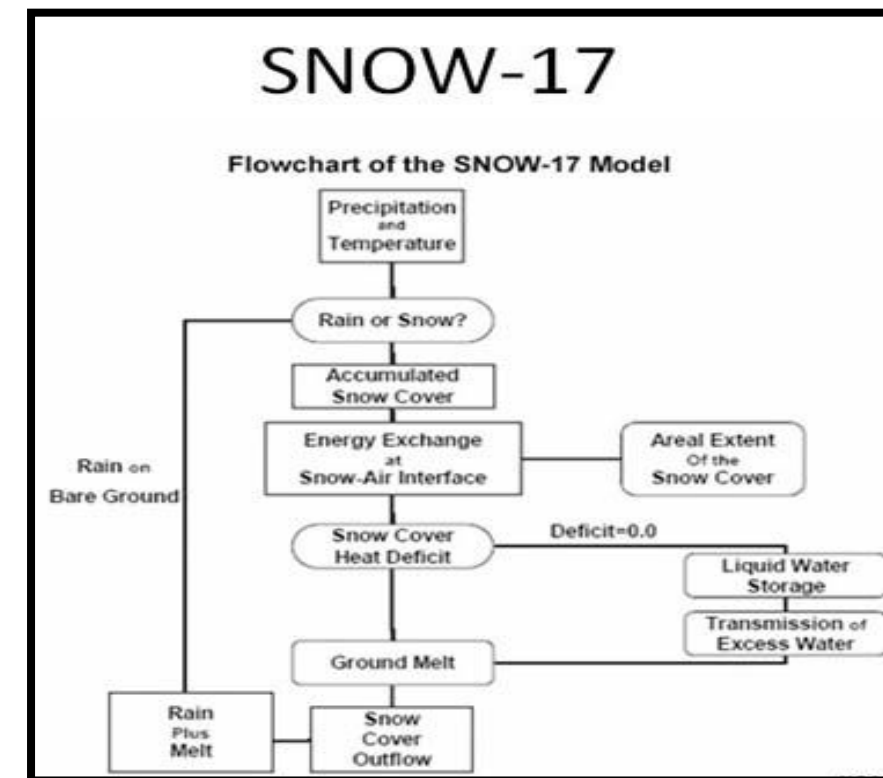 SNOW-17
Flowchart of the SNOW-17 Model
Precipitation
and
Temperature
Rain or Snow?
Accumulated
Snow Cover
Energy Exchange
at
Snow-Air Interface
Areal Extent
Of the
Snow Cover
Rain on
Bare Ground
Snow Cover
Heat Deficit
Deficit=0.0
Liquid Water
Storage
Transmission of
Excess Water
Ground Melt
Rain
Plus
Melt
Snow
Cover
Outflow